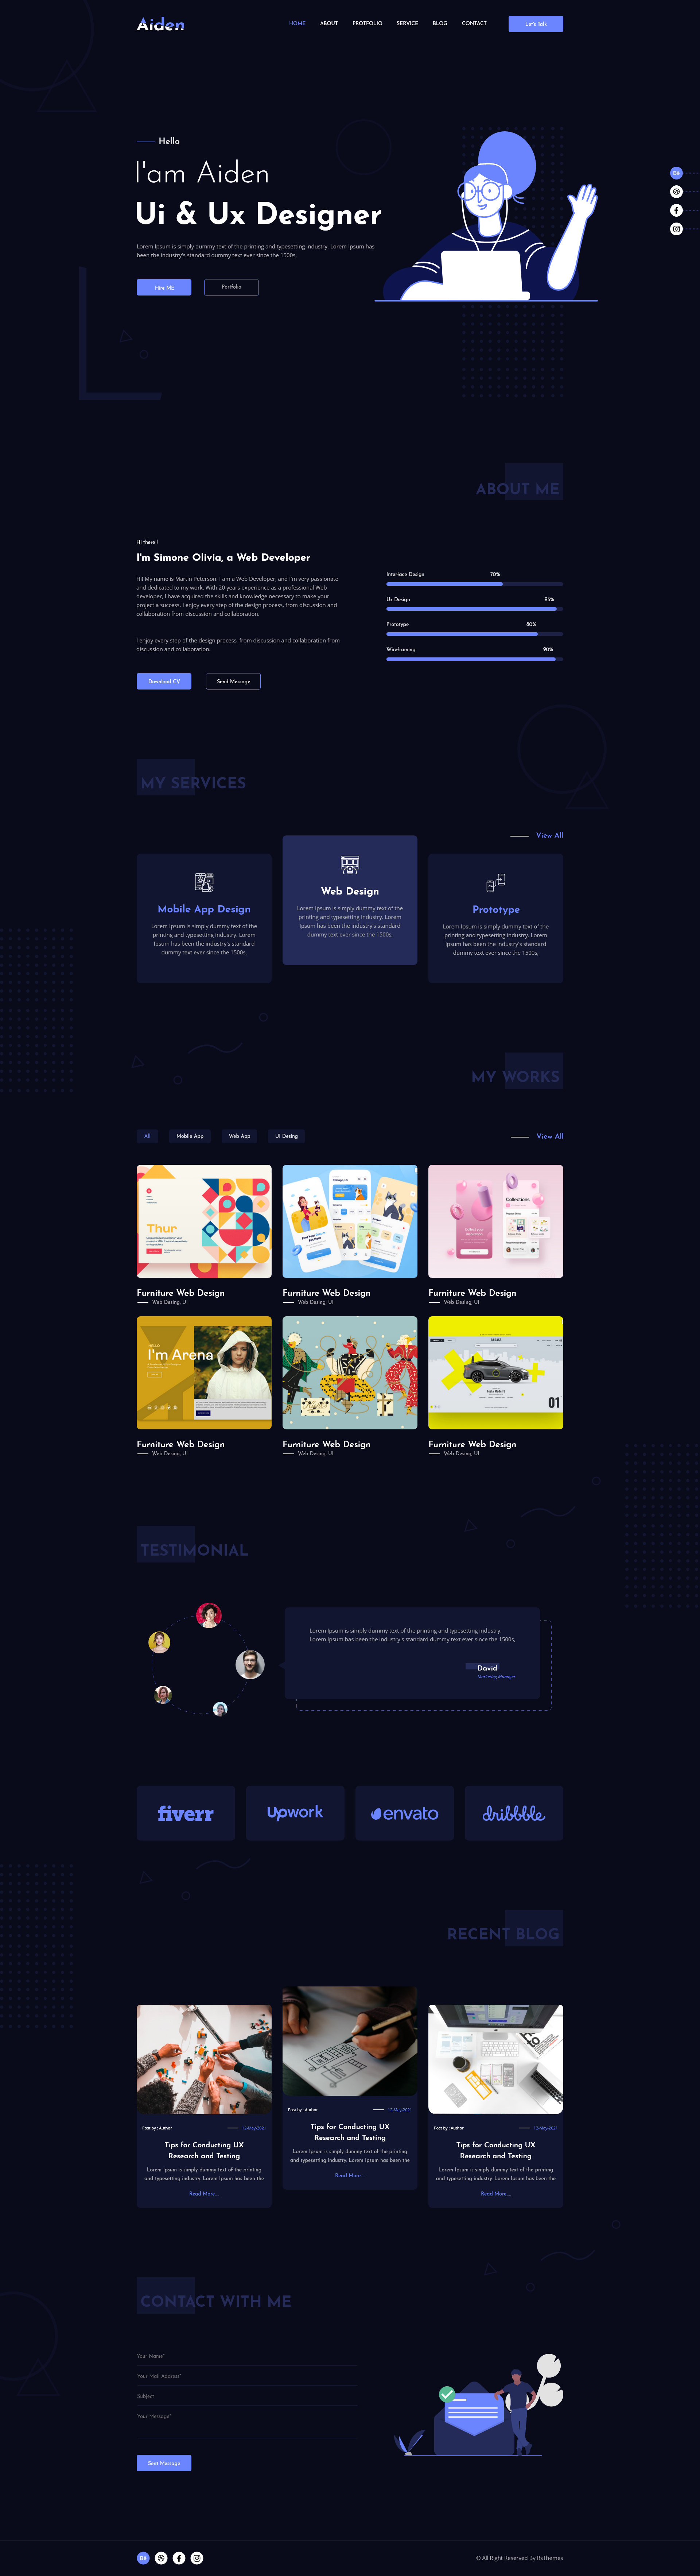 Aiden
HOME ABOUT PROTFOLIO SERVICE BLOG CONTACT Let's Talk
Hello
I'am Aiden
Ui & Ux Designer
Lorem Ipsum is simply dummy text of the printing and typesetting industry. Lorem Ipsum has
been the industry's standard dummy text ever since the 1500s,
Hire ME Portfolio
Bē
ABOUT ME
Hi there !
I'm Simone Olivia, a Web Developer
Hi! My name is Martin Peterson. I am a Web Developer, and I'm very passionate
and dedicated to my work. With 20 years experience as a professional Web
developer, I have acquired the skills and knowledge necessary to make your
project a success. I enjoy every step of the design process, from discussion and
collaboration from discussion and collaboration.
I enjoy every step of the design process, from discussion and collaboration from
discussion and collaboration.
Download CV Send Message
Interface Design 70%
Ux Design 95%
Prototype 80%
Wireframing 90%
MY SERVICES
View All
Mobile App Design
Lorem Ipsum is simply dummy text of the
printing and typesetting industry. Lorem
Ipsum has been the industry's standard
dummy text ever since the 1500s,
Web Design
Lorem Ipsum is simply dummy text of the
printing and typesetting industry. Lorem
Ipsum has been the industry's standard
dummy text ever since the 1500s,
Prototype
Lorem Ipsum is simply dummy text of the
printing and typesetting industry. Lorem
Ipsum has been the industry's standard
dummy text ever since the 1500s,
MY WORKS
All Mobile App Web App UI Desing
View All
Thur
Collections
Furniture Web Design
Web Desing, UI
Furniture Web Design
Web Desing, UI
Furniture Web Design
Web Desing, UI
I'm Arena
01
Furniture Web Design
Web Desing, UI
Furniture Web Design
Web Desing, UI
Furniture Web Design
Web Desing, UI
TESTIMONIAL
Lorem Ipsum is simply dummy text of the printing and typesetting industry.
Lorem Ipsum has been the industry's standard dummy text ever since the 1500s,
David
Marketing Manager
fiverr
Upwork
envato
dribbble
RECENT BLOG
Post by : Author 12-May-2021
Tips for Conducting UX
Research and Testing
Lorem Ipsum is simply dummy text of the printing
and typesetting industry. Lorem Ipsum has been the
Read More...
Post by : Author 12-May-2021
Tips for Conducting UX
Research and Testing
Lorem Ipsum is simply dummy text of the printing
and typesetting industry. Lorem Ipsum has been the
Read More...
Post by : Author 12-May-2021
Tips for Conducting UX
Research and Testing
Lorem Ipsum is simply dummy text of the printing
and typesetting industry. Lorem Ipsum has been the
Read More...
CONTACT WITH ME
Your Name*
Your Mail Address*
Subject
Your Message*
Sent Message
Bē
© All Right Reserved By RsThemes